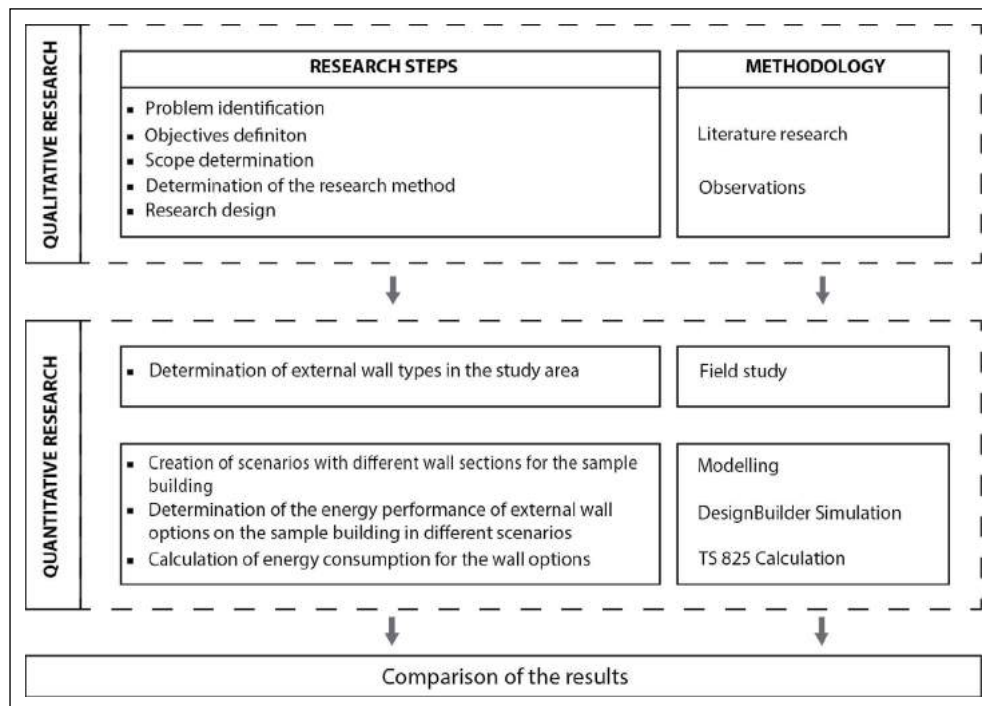 QUALITATIVE RESEARCH
RESEARCH STEPS
▪ Problem identification
▪ Objectives definiton
▪ Scope determination
▪ Determination of the research method
▪ Research design
METHODOLOGY
Literature research
Observations
QUANTITATIVE RESEARCH
▪ Determination of external wall types in the study area
Field study
▪ Creation of scenarios with different wall sections for the sample
building
▪ Determination of the energy performance of external wall
options on the sample building in different scenarios
▪ Calculation of energy consumption for the wall options
Modelling
DesignBuilder Simulation
TS 825 Calculation
Comparison of the results